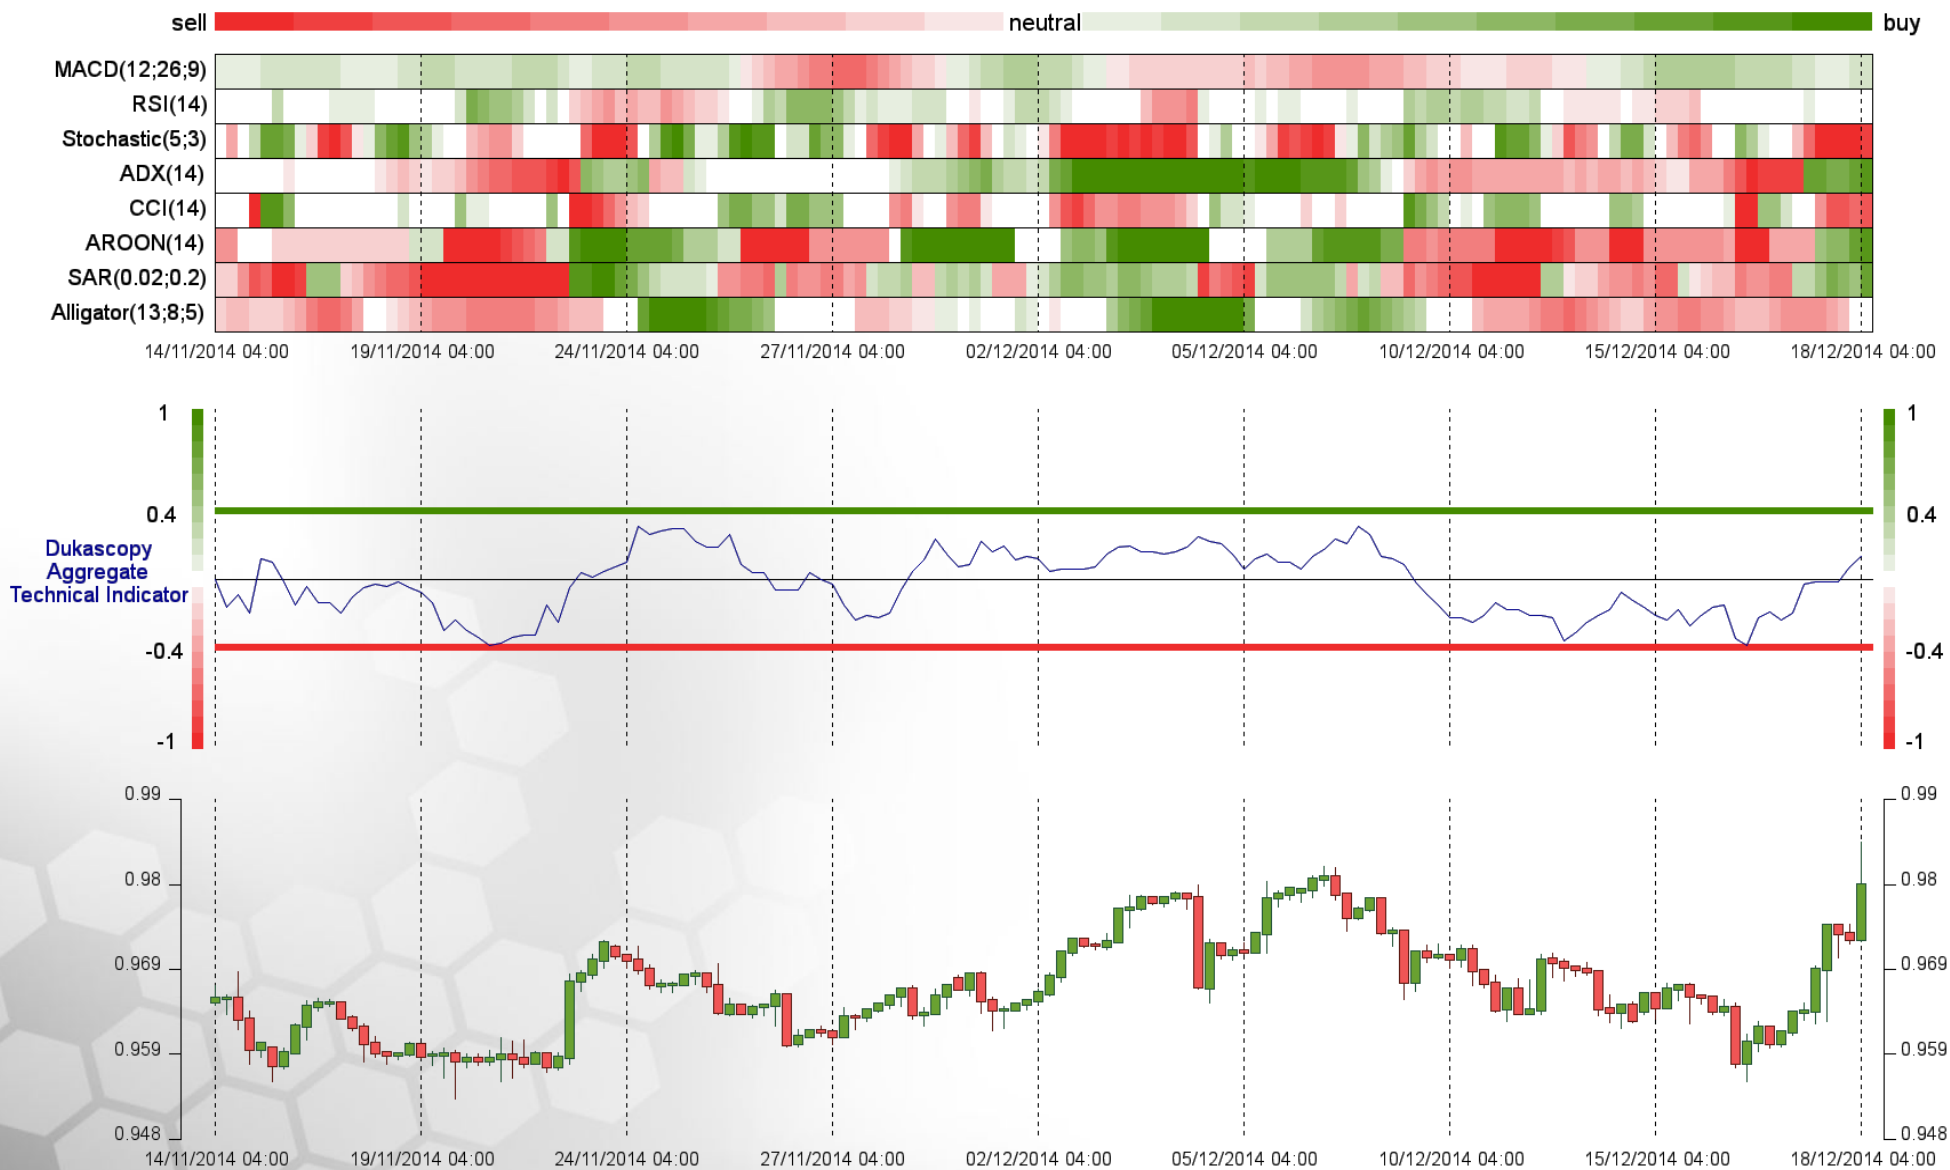 sell neutral buy
MACD(12;26;9)
RSI(14)
Stochastic(5;3)
ADX(14)
CCI(14)
AROON(14)
SAR(0.02;0.2)
Alligator(13;8;5)
14/11/2014 04:00 19/11/2014 04:00 24/11/2014 04:00 27/11/2014 04:00 02/12/2014 04:00 05/12/2014 04:00 10/12/2014 04:00 15/12/2014 04:00 18/12/2014 04:00
1 1
0.4 0.4
Dukascopy
Aggregate
Technical Indicator
-0.4 -0.4
-1 -1
0.99 0.99
0.98 0.98
0.969 0.969
0.959 0.959
0.948 0.948
14/11/2014 04:00 19/11/2014 04:00 24/11/2014 04:00 27/11/2014 04:00 02/12/2014 04:00 05/12/2014 04:00 10/12/2014 04:00 15/12/2014 04:00 18/12/2014 04:00